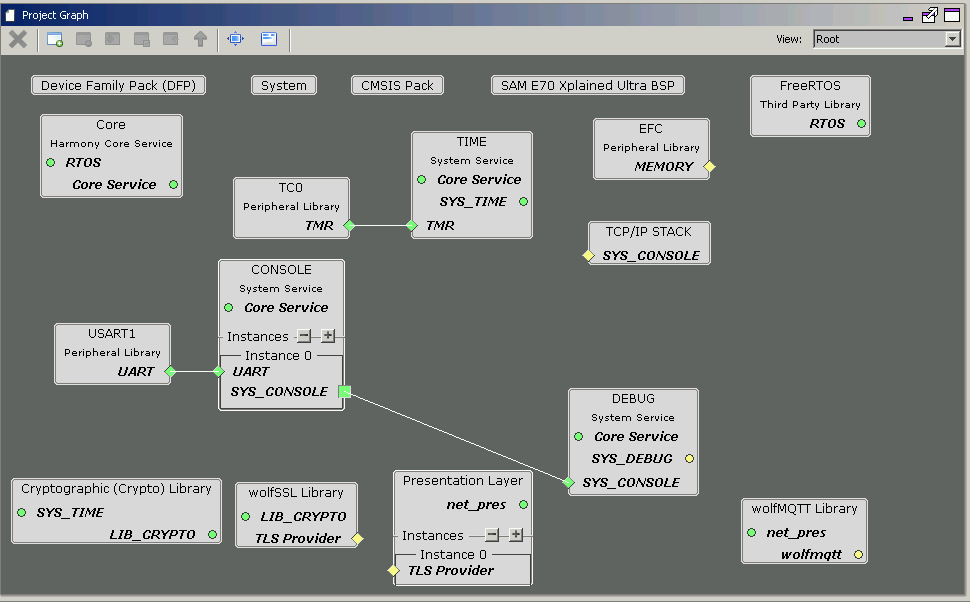 Project Graph
View: Root
Device Family Pack (DFP)
System
CMSIS Pack
SAM E70 Xplained Ultra BSP
FreeRTOS
Third Party Library
RTOS
Core
Harmony Core Service
RTOS
Core Service
TC0
Peripheral Library
TMR
TIME
System Service
Core Service
SYS_TIME
TMR
EFC
Peripheral Library
MEMORY
TCP/IP STACK
SYS_CONSOLE
CONSOLE
System Service
Core Service
Instances
Instance 0
UART
SYS_CONSOLE
USART1
Peripheral Library
UART
DEBUG
System Service
Core Service
SYS_DEBUG
SYS_CONSOLE
Cryptographic (Crypto) Library
SYS_TIME
LIB_CRYPTO
wolfSSL Library
LIB_CRYPTO
TLS Provider
Presentation Layer
net_pres
Instances
Instance 0
TLS Provider
wolfMQTT Library
net_pres
wolfmqtt